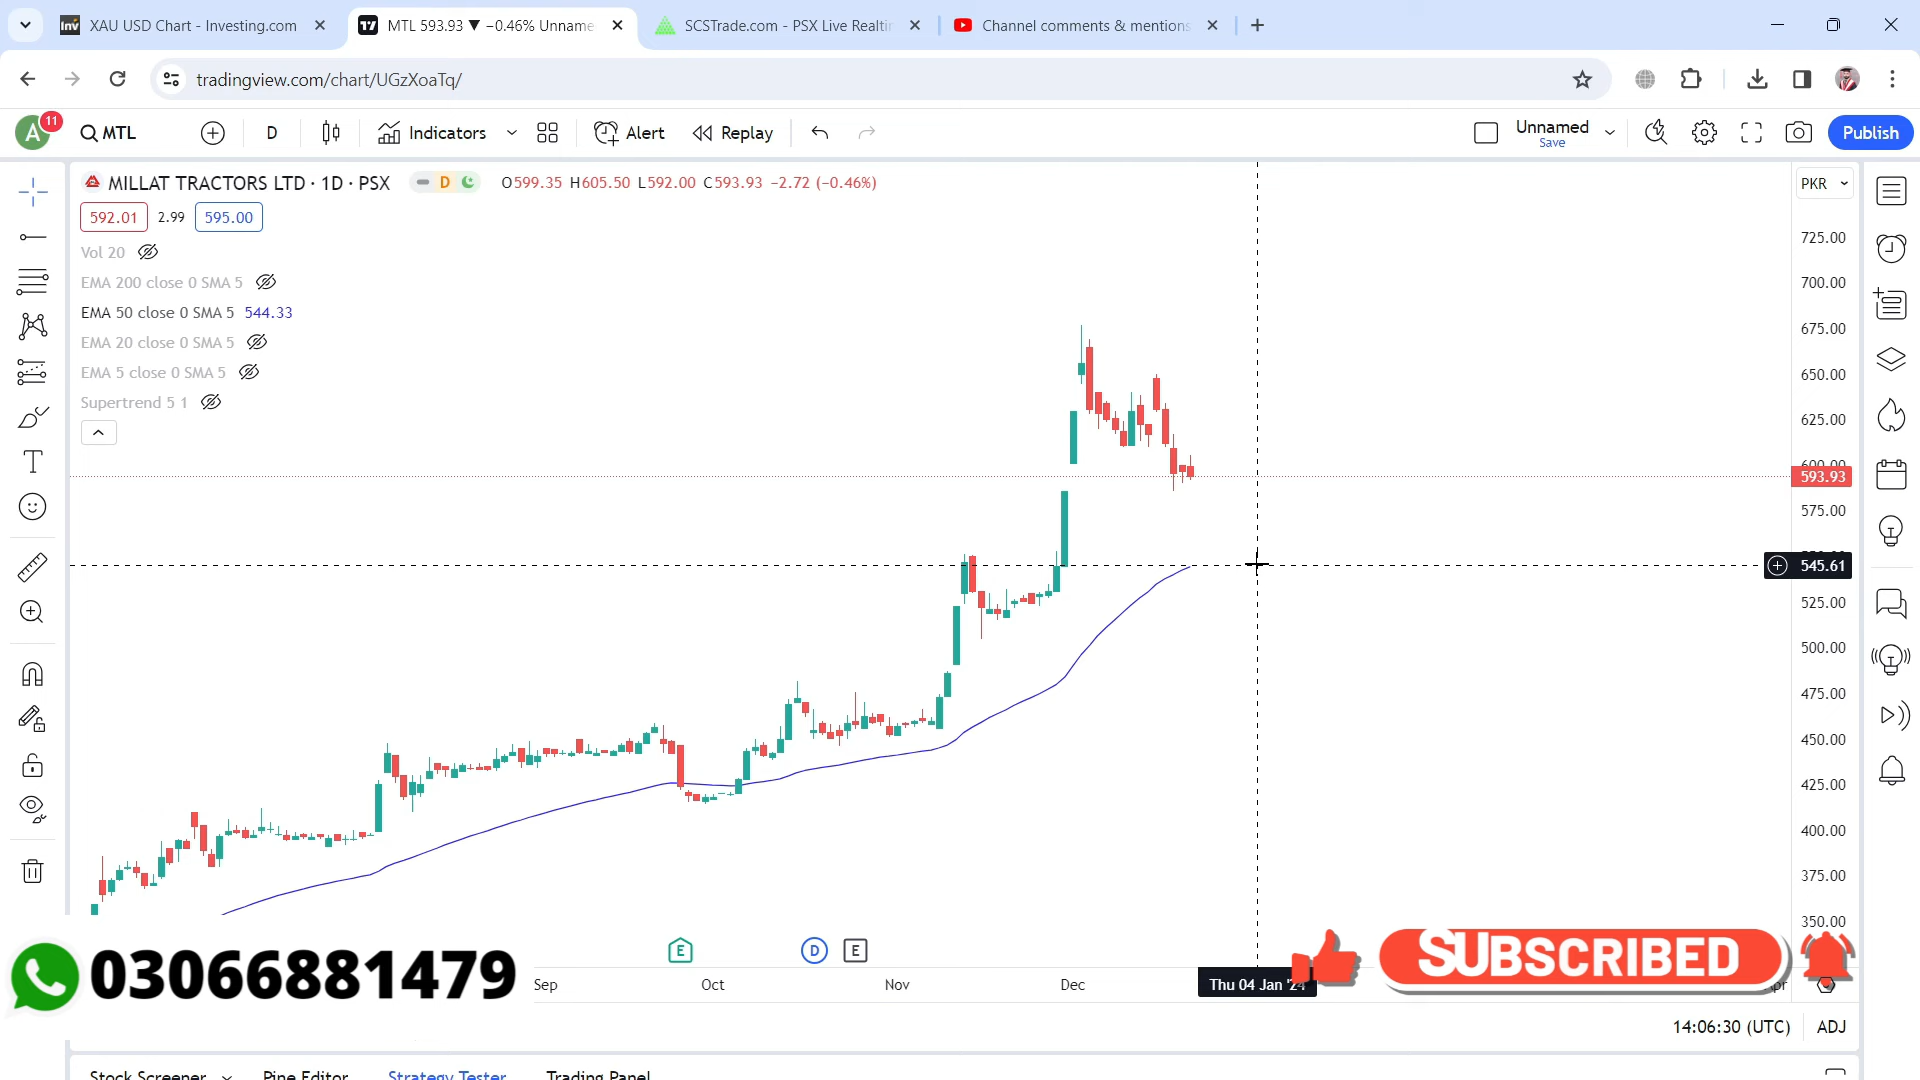 XAU USD Chart - Investing.com
MTL 593.93 ▼ −0.46% Unname
SCSTrade.com - PSX Live Realti
Channel comments & mentions
tradingview.com/chart/UGzXoaTq/
A
11
MTL
D
Indicators
Alert
Replay
Unnamed
Save
Publish
MILLAT TRACTORS LTD · 1D · PSX
D
O599.35 H605.50 L592.00 C593.93 −2.72 (−0.46%)
PKR
592.01 2.99 595.00
Vol 20
EMA 200 close 0 SMA 5
EMA 50 close 0 SMA 5 544.33
EMA 20 close 0 SMA 5
EMA 5 close 0 SMA 5
Supertrend 5 1
725.00
700.00
675.00
650.00
625.00
600.00
593.93
575.00
545.61
525.00
500.00
475.00
450.00
425.00
400.00
375.00
350.00
E
D
E
03066881479
SUBSCRIBED
Sep
Oct
Nov
Dec
Thu 04 Jan '24
14:06:30 (UTC)
ADJ
Stock Screener
Pine Editor
Strategy Tester
Trading Panel